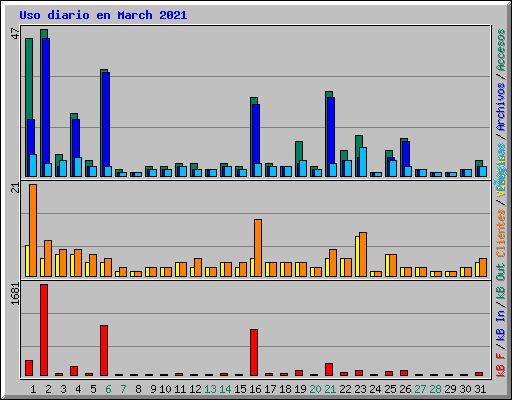 Uso diario en March 2021
47
21
1681
Accesos / Archivos / Páginas
Visitas / Clientes
kB F / kB In / kB Out
1 2 3 4 5 6 7 8 9 10 11 12 13 14 15 16 17 18 19 20 21 22 23 24 25 26 27 28 29 30 31